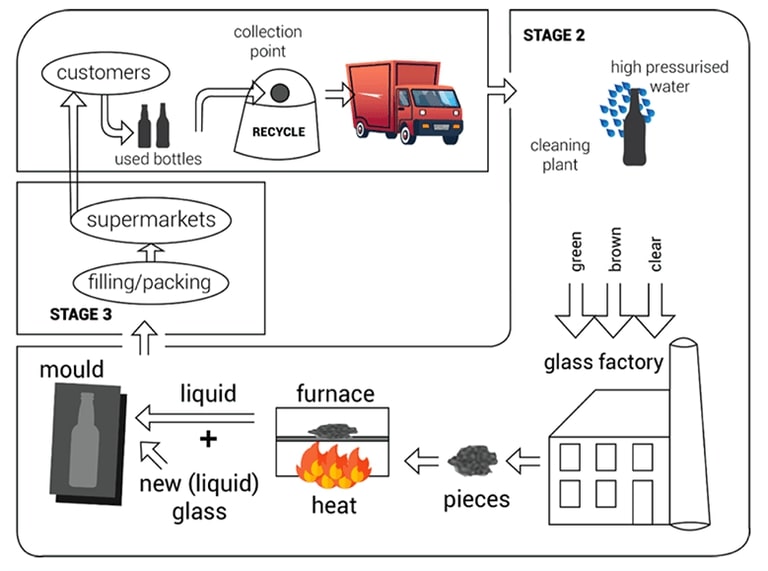 collection
point
customers
RECYCLE
used bottles
STAGE 2
high pressurised
water
cleaning
plant
green
brown
clear
glass factory
supermarkets
filling/packing
STAGE 3
mould
liquid
+
new (liquid)
glass
furnace
heat
pieces